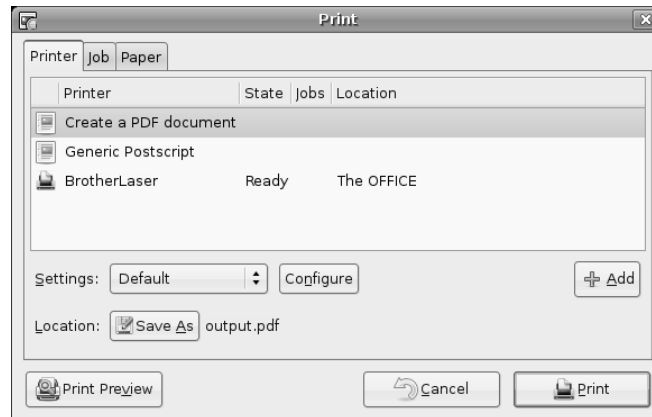 Print
Printer Job Paper
Printer State Jobs Location
Create a PDF document
Generic Postscript
BrotherLaser Ready The OFFICE
Settings: Default Configure Add
Location: Save As output.pdf
Print Preview Cancel Print